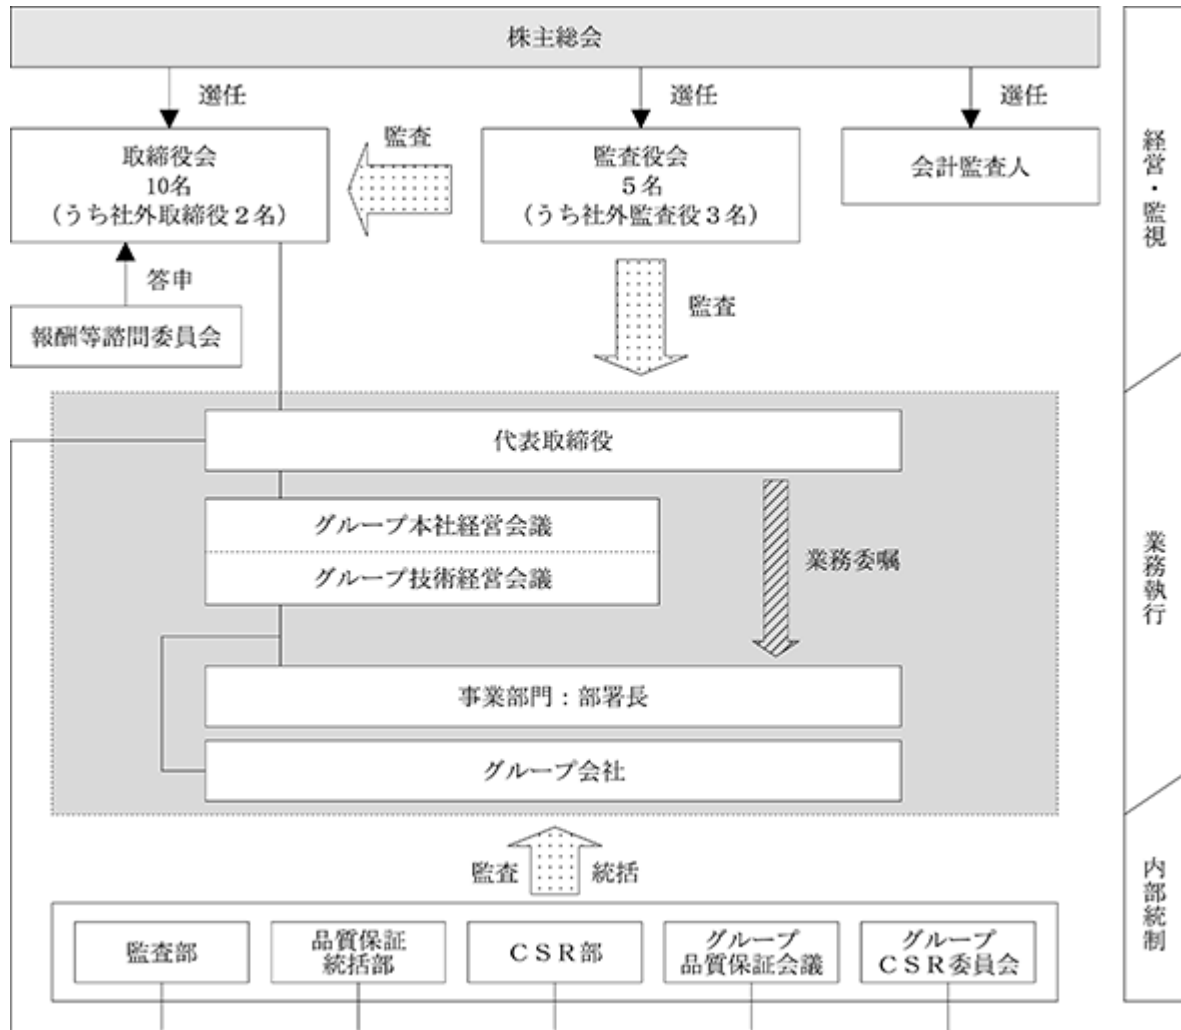 株主総会
選任
選任
選任
取締役会
10名
（うち社外取締役２名）
監査
監査役会
５名
（うち社外監査役３名）
会計監査人
答申
報酬等諮問委員会
監査
代表取締役
グループ本社経営会議
グループ技術経営会議
業務委嘱
事業部門：部署長
グループ会社
監査
統括
監査部
品質保証
統括部
ＣＳＲ部
グループ
品質保証会議
グループ
ＣＳＲ委員会
経営・監視
業務執行
内部統制